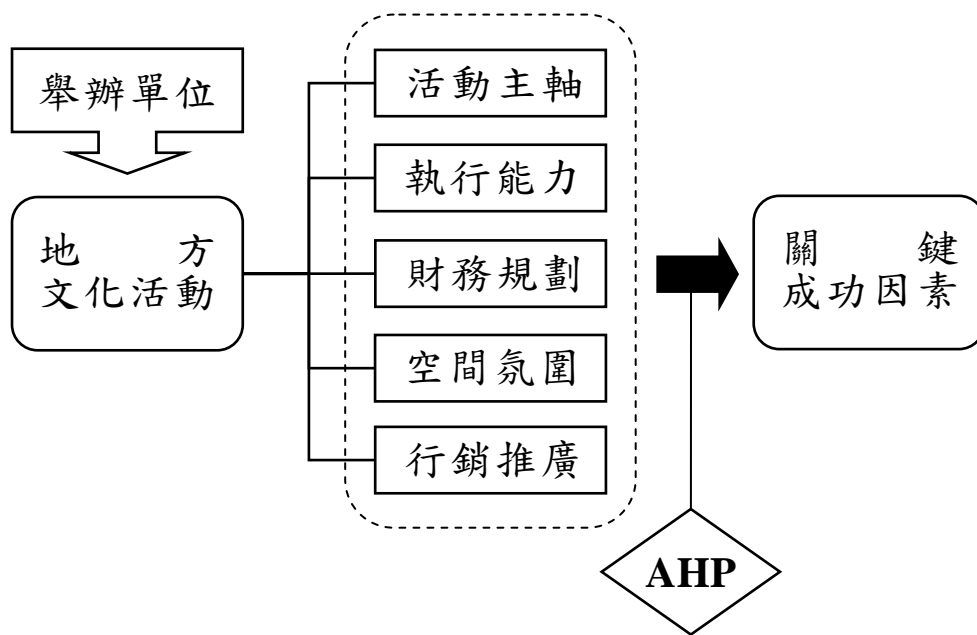 舉辦單位
地方
文化活動
活動主軸
執行能力
財務規劃
空間氛圍
行銷推廣
關鍵
成功因素
AHP